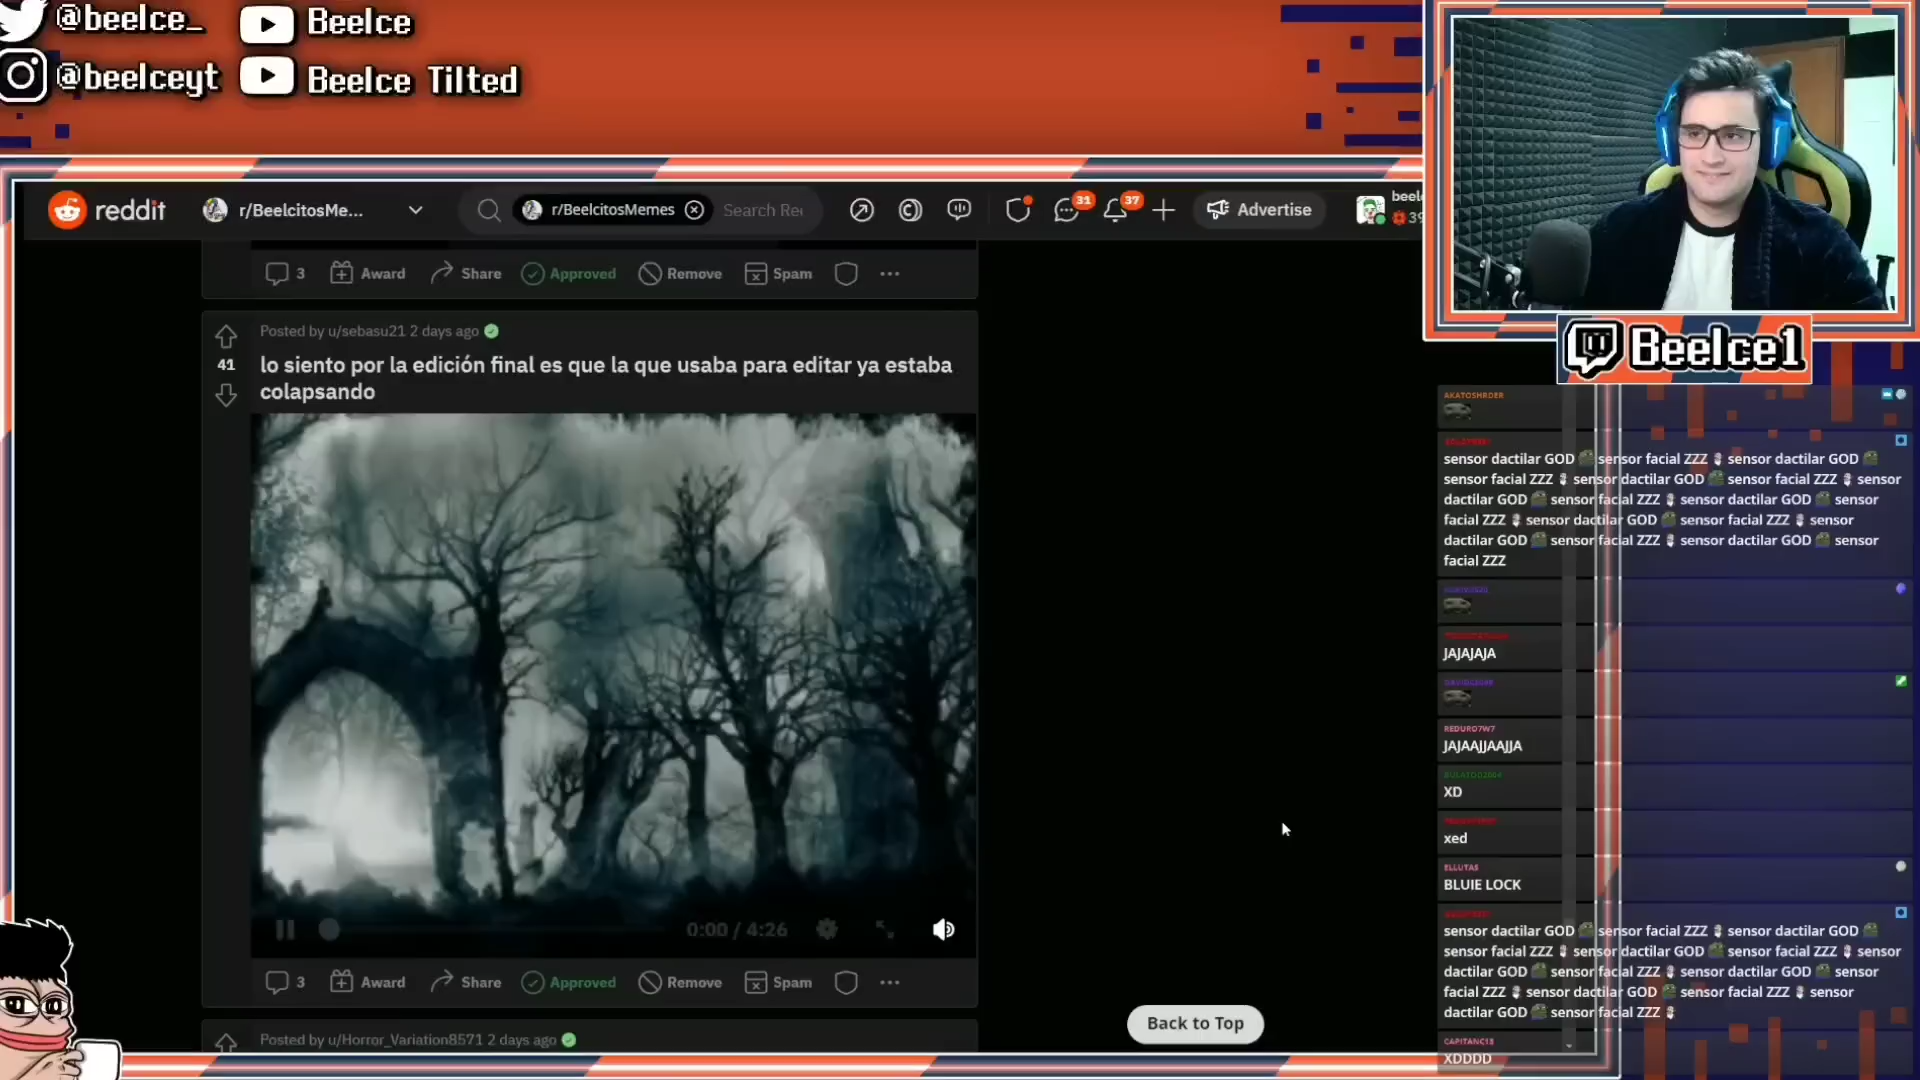 @beelce_
Beelce
@beelceyt
Beelce Tilted
reddit
r/BeelcitosMe...
r/BeelcitosMemes
Search Re
31
37
Advertise
3
Award
Share
Approved
Remove
Spam
Posted by u/sebasu21 2 days ago
41
lo siento por la edición final es que la que usaba para editar ya estaba
colapsando
0:00 / 4:26
3
Award
Share
Approved
Remove
Spam
Posted by u/Horror_Variation8571 2 days ago
Back to Top
Beelce1
AKATOSHRDER
sensor dactilar GOD sensor facial ZZZ sensor dactilar GOD
sensor facial ZZZ sensor dactilar GOD sensor facial ZZZ sensor
dactilar GOD sensor facial ZZZ sensor dactilar GOD sensor
facial ZZZ sensor dactilar GOD sensor facial ZZZ sensor
dactilar GOD sensor facial ZZZ sensor dactilar GOD sensor
facial ZZZ
JAJAJAJA
REDURO7W7
JAJAAJJAAJJA
XD
xed
ELLUTAS
BLUIE LOCK
sensor dactilar GOD sensor facial ZZZ sensor dactilar GOD
sensor facial ZZZ sensor dactilar GOD sensor facial ZZZ sensor
dactilar GOD sensor facial ZZZ sensor dactilar GOD sensor
facial ZZZ sensor dactilar GOD sensor facial ZZZ sensor
dactilar GOD sensor facial ZZZ
CAPITANC18
XDDDD